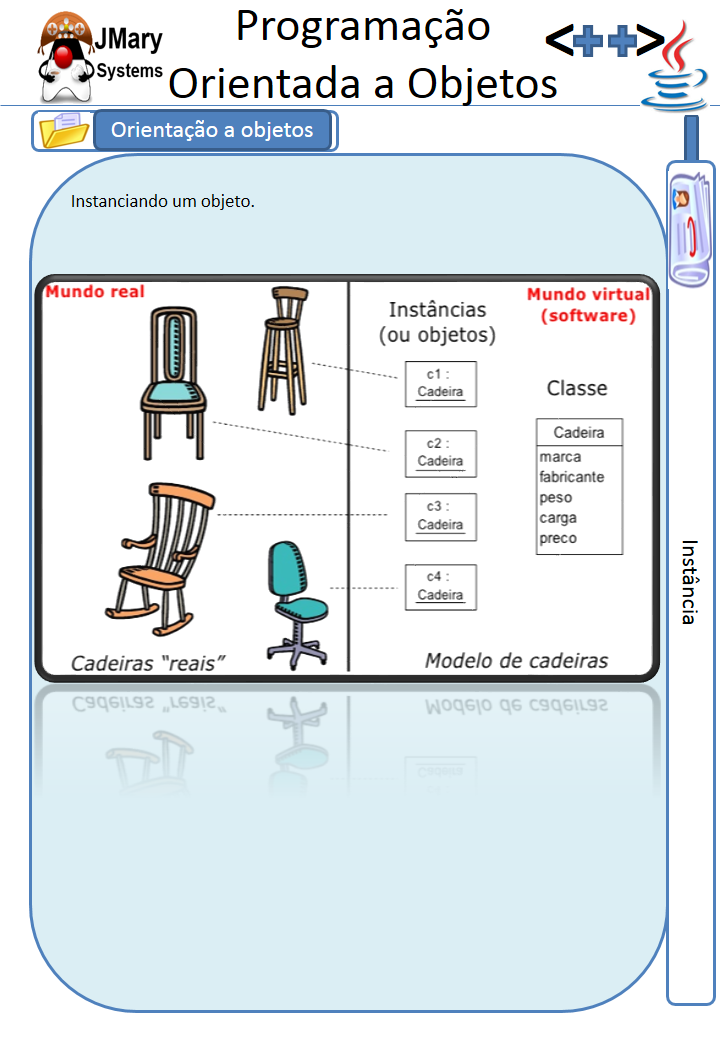 JMary
Systems
Programação
Orientada a Objetos
<++>
Orientação a objetos
Instanciando um objeto.
Mundo real
Instâncias
(ou objetos)
Mundo virtual
(software)
c1 :
Cadeira
c2 :
Cadeira
c3 :
Cadeira
c4 :
Cadeira
Classe
Cadeira
marca
fabricante
peso
carga
preco
Cadeiras “reais”
Modelo de cadeiras
Instância